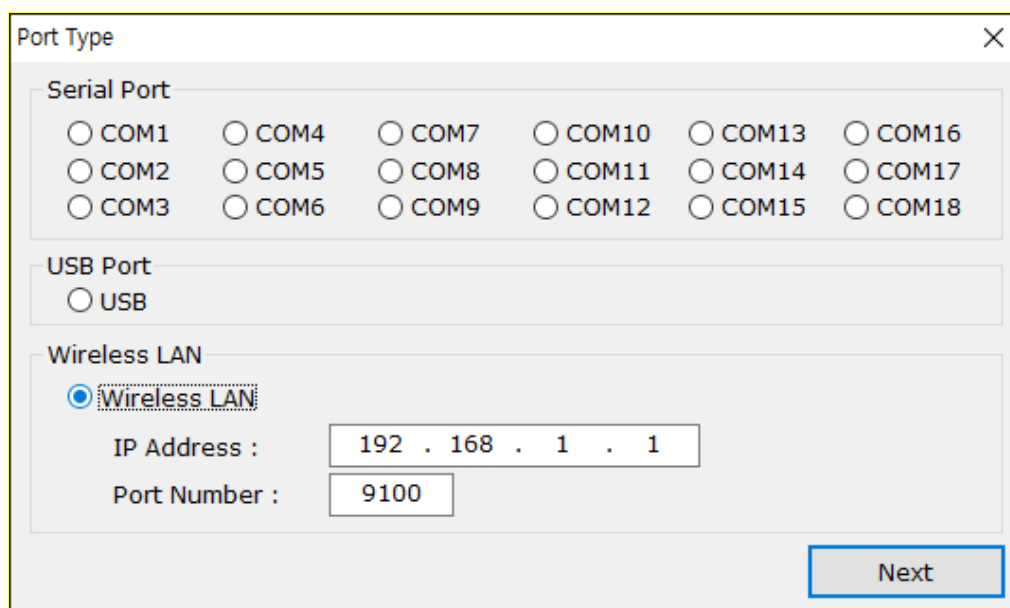 Port Type
Serial Port
COM1 COM4 COM7 COM10 COM13 COM16
COM2 COM5 COM8 COM11 COM14 COM17
COM3 COM6 COM9 COM12 COM15 COM18
USB Port
USB
Wireless LAN
Wireless LAN
IP Address : 192 . 168 . 1 . 1
Port Number : 9100
Next